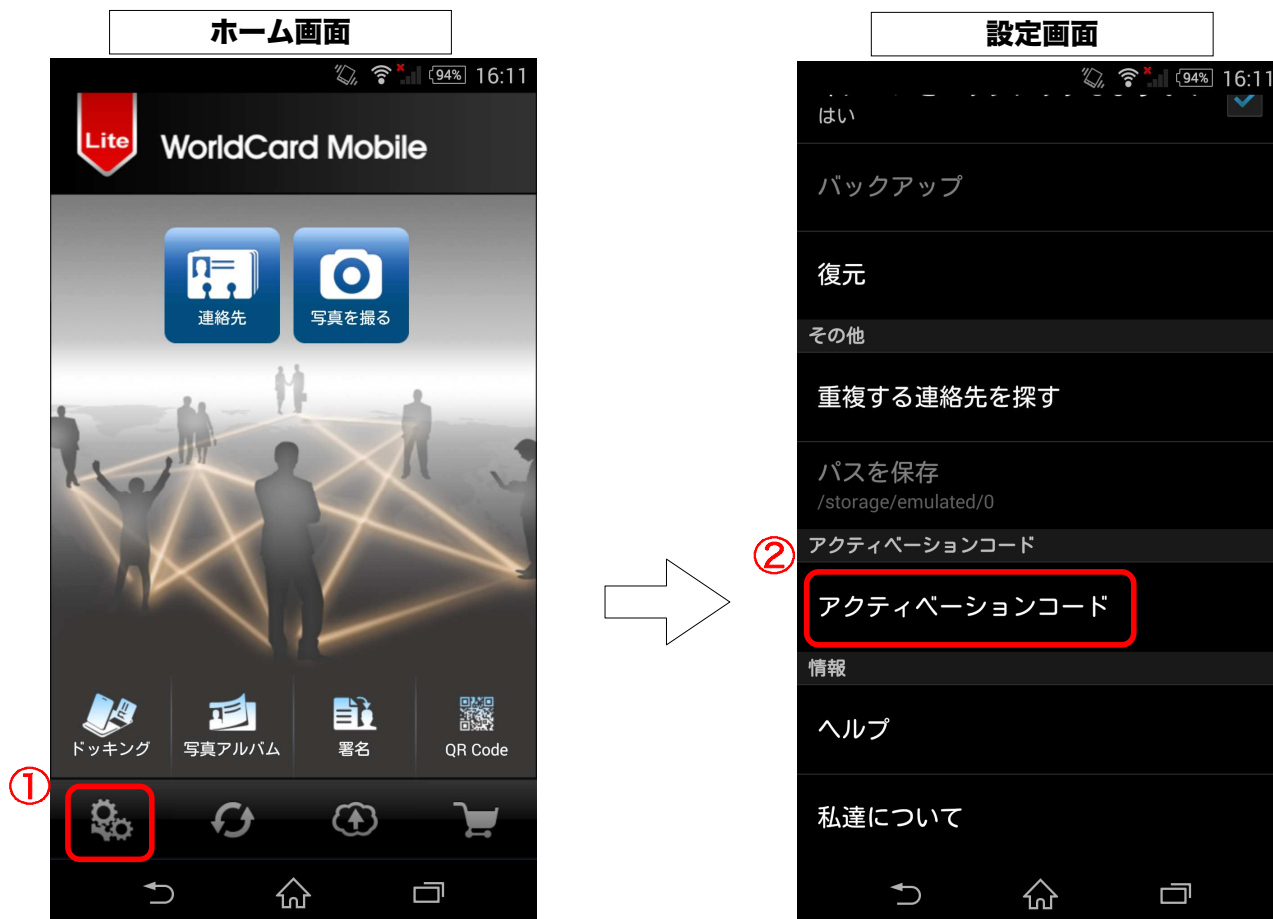 ホーム画面
94% 16:11
Lite
WorldCard Mobile
連絡先
写真を撮る
ドッキング
写真アルバム
署名
QR Code
①
設定画面
94% 16:11
はい
バックアップ
復元
その他
重複する連絡先を探す
パスを保存
/storage/emulated/0
②
アクティベーションコード
アクティベーションコード
情報
ヘルプ
私達について